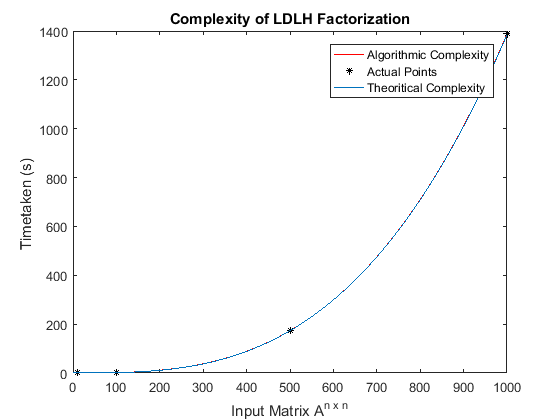 Complexity of LDLH Factorization
1400
1200
1000
800
600
400
200
0
Timetaken (s)
Algorithmic Complexity
Actual Points
Theoritical Complexity
0 100 200 300 400 500 600 700 800 900 1000
Input Matrix A^{n x n}